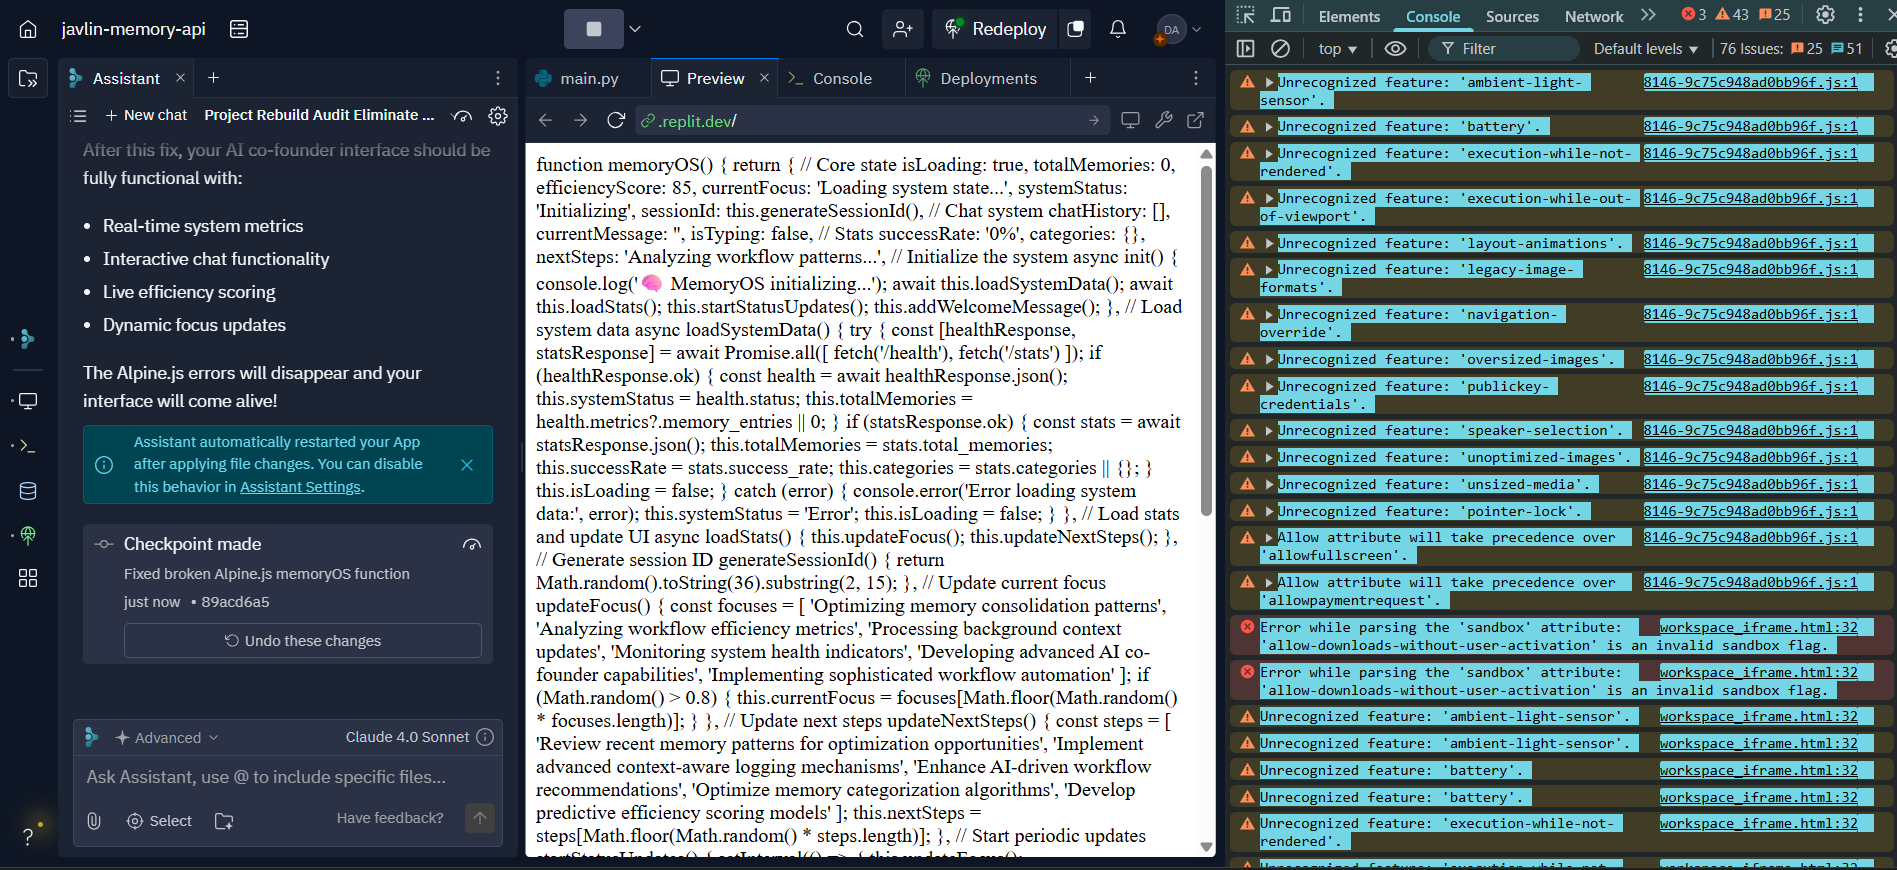 javlin-memory-api
Redeploy
DA
Assistant
New chat
Project Rebuild Audit Eliminate ...
After this fix, your AI co-founder interface should be
fully functional with:
Real-time system metrics
Interactive chat functionality
Live efficiency scoring
Dynamic focus updates
The Alpine.js errors will disappear and your
interface will come alive!
Assistant automatically restarted your App
after applying file changes. You can disable
this behavior in Assistant Settings.
Checkpoint made
Fixed broken Alpine.js memoryOS function
just now • 89acd6a5
Undo these changes
Advanced
Claude 4.0 Sonnet
Ask Assistant, use @ to include specific files...
Select
Have feedback?
?
main.py
Preview
Console
Deployments
.replit.dev/
function memoryOS() { return { // Core state isLoading: true, totalMemories: 0,
efficiencyScore: 85, currentFocus: 'Loading system state...', systemStatus:
'Initializing', sessionId: this.generateSessionId(), // Chat system chatHistory: [],
currentMessage: '', isTyping: false, // Stats successRate: '0%', categories: {},
nextSteps: 'Analyzing workflow patterns...', // Initialize the system async init() {
console.log('🧠 MemoryOS initializing...'); await this.loadSystemData(); await
this.loadStats(); this.startStatusUpdates(); this.addWelcomeMessage(); }, // Load
system data async loadSystemData() { try { const [healthResponse,
statsResponse] = await Promise.all([ fetch('/health'), fetch('/stats') ]); if
(healthResponse.ok) { const health = await healthResponse.json();
this.systemStatus = health.status; this.totalMemories =
health.metrics?.memory_entries || 0; } if (statsResponse.ok) { const stats = await
statsResponse.json(); this.totalMemories = stats.total_memories;
this.successRate = stats.success_rate; this.categories = stats.categories || {}; }
this.isLoading = false; } catch (error) { console.error('Error loading system
data:', error); this.systemStatus = 'Error'; this.isLoading = false; } }, // Load stats
and update UI async loadStats() { this.updateFocus(); this.updateNextSteps(); },
// Generate session ID generateSessionId() { return
Math.random().toString(36).substring(2, 15); }, // Update current focus
updateFocus() { const focuses = [ 'Optimizing memory consolidation patterns',
'Analyzing workflow efficiency metrics', 'Processing background context
updates', 'Monitoring system health indicators', 'Developing advanced AI co-
founder capabilities', 'Implementing sophisticated workflow automation' ]; if
(Math.random() > 0.8) { this.currentFocus = focuses[Math.floor(Math.random()
* focuses.length)]; } }, // Update next steps updateNextSteps() { const steps = [
'Review recent memory patterns for optimization opportunities', 'Implement
advanced context-aware logging mechanisms', 'Enhance AI-driven workflow
recommendations', 'Optimize memory categorization algorithms', 'Develop
predictive efficiency scoring models' ]; this.nextSteps =
steps[Math.floor(Math.random() * steps.length)]; }, // Start periodic updates
startStatusUpdates() { setInterval(() => { this.updateFocus();
Elements
Console
Sources
Network
3
43
25
top
Filter
Default levels
76 Issues: 25 51
Unrecognized feature: 'ambient-light- 8146-9c75c948ad0bb96f.js:1
sensor'.
Unrecognized feature: 'battery'. 8146-9c75c948ad0bb96f.js:1
Unrecognized feature: 'execution-while-not- 8146-9c75c948ad0bb96f.js:1
rendered'.
Unrecognized feature: 'execution-while-out- 8146-9c75c948ad0bb96f.js:1
of-viewport'.
Unrecognized feature: 'layout-animations'. 8146-9c75c948ad0bb96f.js:1
Unrecognized feature: 'legacy-image- 8146-9c75c948ad0bb96f.js:1
formats'.
Unrecognized feature: 'navigation- 8146-9c75c948ad0bb96f.js:1
override'.
Unrecognized feature: 'oversized-images'. 8146-9c75c948ad0bb96f.js:1
Unrecognized feature: 'publickey- 8146-9c75c948ad0bb96f.js:1
credentials'.
Unrecognized feature: 'speaker-selection'. 8146-9c75c948ad0bb96f.js:1
Unrecognized feature: 'unoptimized-images'. 8146-9c75c948ad0bb96f.js:1
Unrecognized feature: 'unsized-media'. 8146-9c75c948ad0bb96f.js:1
Unrecognized feature: 'pointer-lock'. 8146-9c75c948ad0bb96f.js:1
Allow attribute will take precedence over 8146-9c75c948ad0bb96f.js:1
'allowfullscreen'.
Allow attribute will take precedence over 8146-9c75c948ad0bb96f.js:1
'allowpaymentrequest'.
Error while parsing the 'sandbox' attribute: workspace_iframe.html:32
'allow-downloads-without-user-activation' is an invalid sandbox flag.
Error while parsing the 'sandbox' attribute: workspace_iframe.html:32
'allow-downloads-without-user-activation' is an invalid sandbox flag.
Unrecognized feature: 'ambient-light-sensor'. workspace_iframe.html:32
Unrecognized feature: 'ambient-light-sensor'. workspace_iframe.html:32
Unrecognized feature: 'battery'. workspace_iframe.html:32
Unrecognized feature: 'battery'. workspace_iframe.html:32
Unrecognized feature: 'execution-while-not- workspace_iframe.html:32
rendered'.
Unrecognized feature: 'execution-while-not- workspace_iframe.html:32